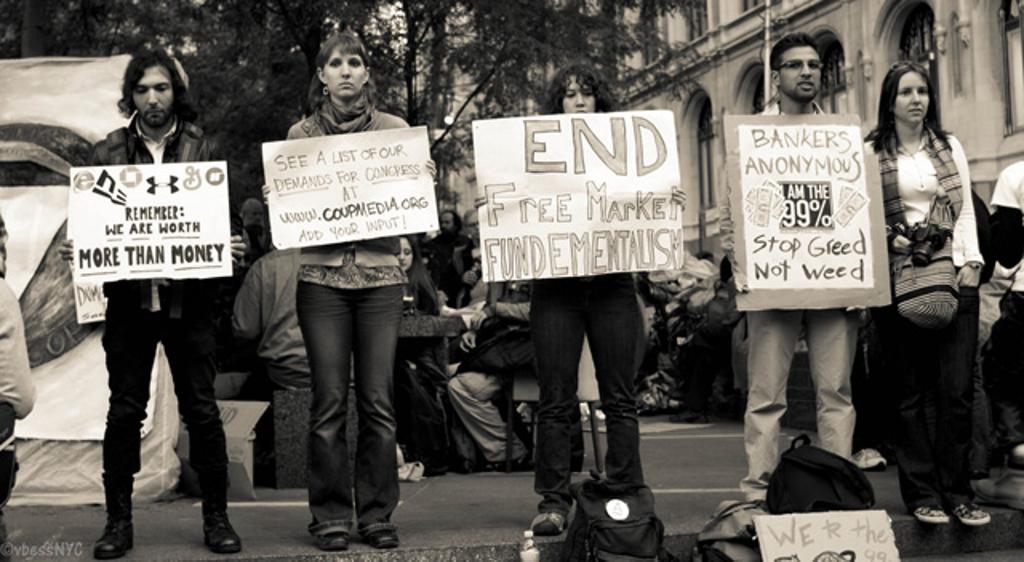 REMEMBER:
WE ARE WORTH
MORE THAN MONEY
SEE A LIST OF OUR
DEMANDS FOR CONGRESS
AT
WWW.COUPMEDIA.ORG
ADD YOUR INPUT!
END
FREE MARKET
FUNDEMENTALISM
BANKERS
ANONYMOUS
I AM THE
99%
Stop Greed
Not Weed
WE R the
99
©vbessNYC